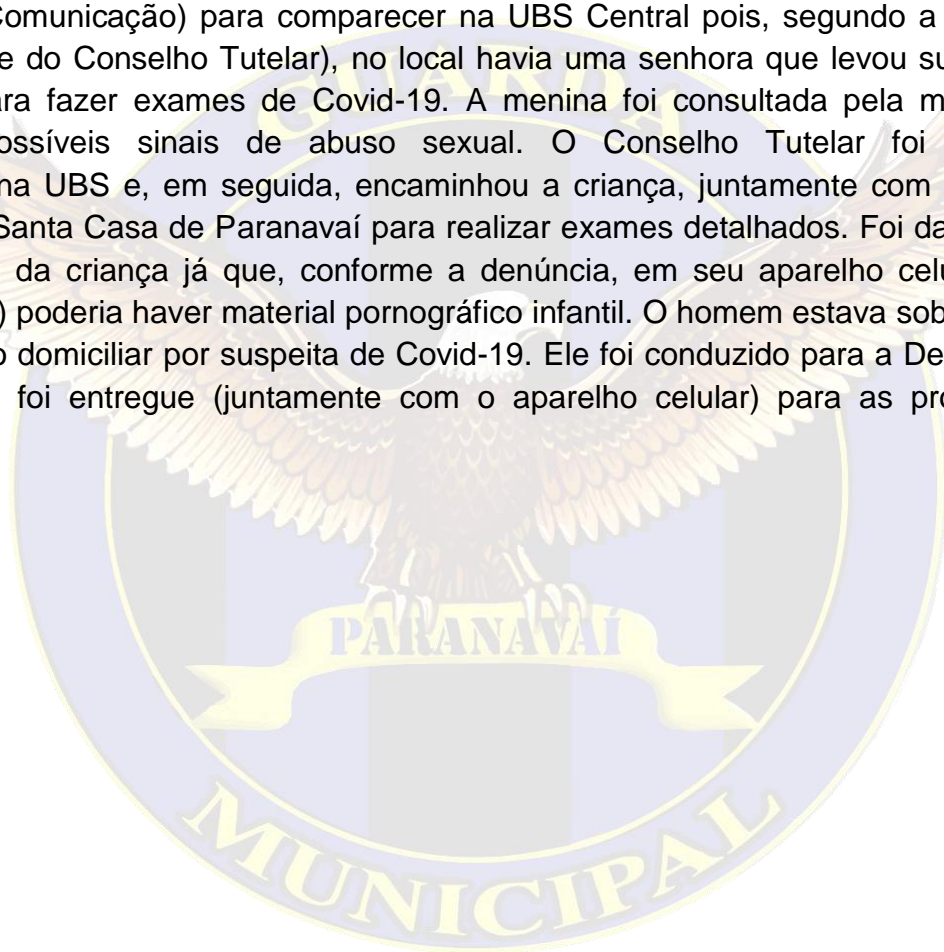 Comunicação) para comparecer na UBS Central pois, segundo a
e do Conselho Tutelar), no local havia uma senhora que levou su
ara fazer exames de Covid-19. A menina foi consultada pela m
ossíveis sinais de abuso sexual. O Conselho Tutelar foi
na UBS e, em seguida, encaminhou a criança, juntamente com
Santa Casa de Paranavaí para realizar exames detalhados. Foi da
da criança já que, conforme a denúncia, em seu aparelho celu
) poderia haver material pornográfico infantil. O homem estava sob
o domiciliar por suspeita de Covid-19. Ele foi conduzido para a De
foi entregue (juntamente com o aparelho celular) para as pro
GUARDA
PARANAVAÍ
MUNICIPAL